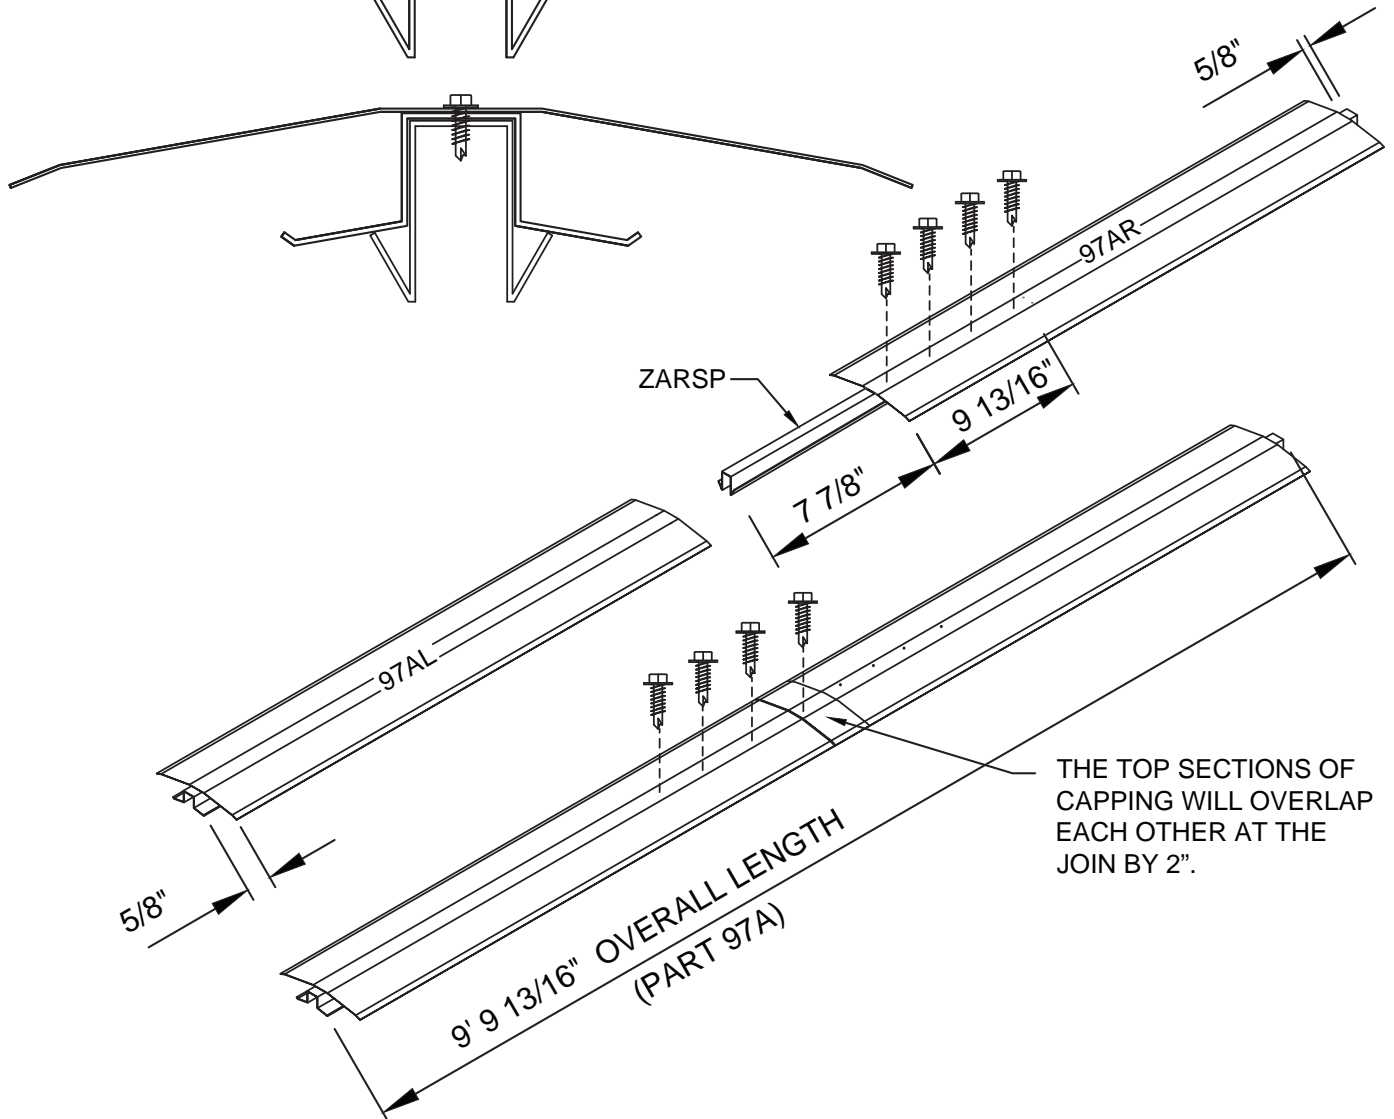 5/8"
97AR
ZARSP
9 13/16"
7 7/8"
97AL
THE TOP SECTIONS OF
CAPPING WILL OVERLAP
EACH OTHER AT THE
JOIN BY 2”.
5/8"
9' 9 13/16" OVERALL LENGTH
(PART 97A)